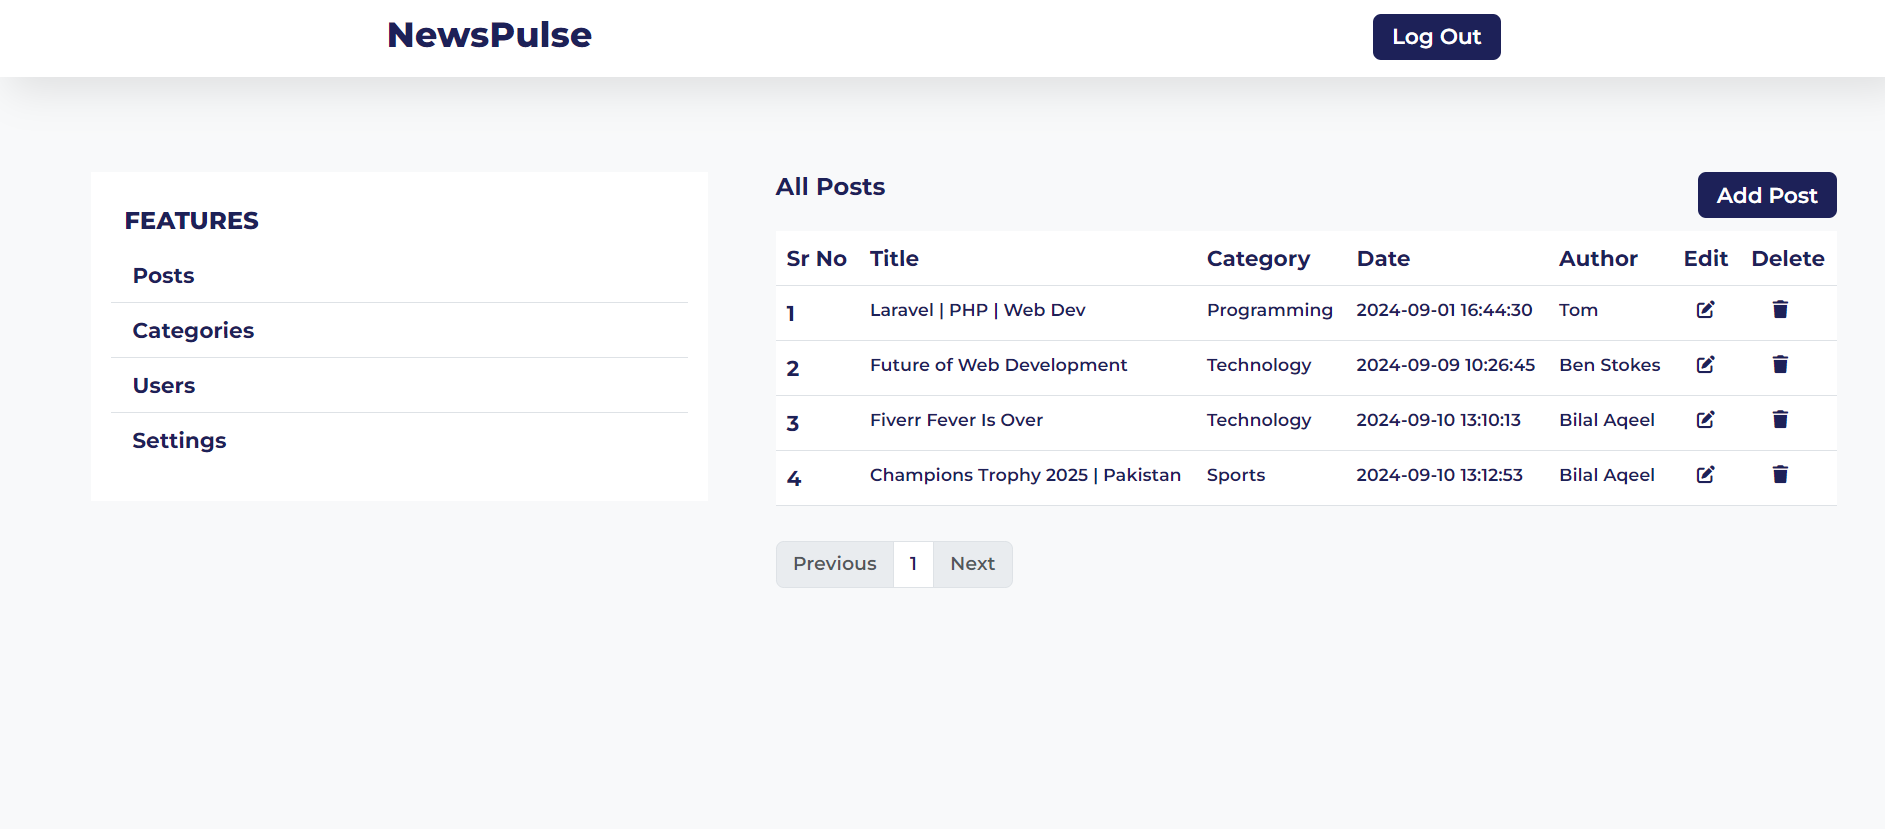 NewsPulse
Log Out
FEATURES
Posts
Categories
Users
Settings
All Posts
Add Post
Sr No Title Category Date Author Edit Delete
1 Laravel | PHP | Web Dev Programming 2024-09-01 16:44:30 Tom
2 Future of Web Development Technology 2024-09-09 10:26:45 Ben Stokes
3 Fiverr Fever Is Over Technology 2024-09-10 13:10:13 Bilal Aqeel
4 Champions Trophy 2025 | Pakistan Sports 2024-09-10 13:12:53 Bilal Aqeel
Previous 1 Next